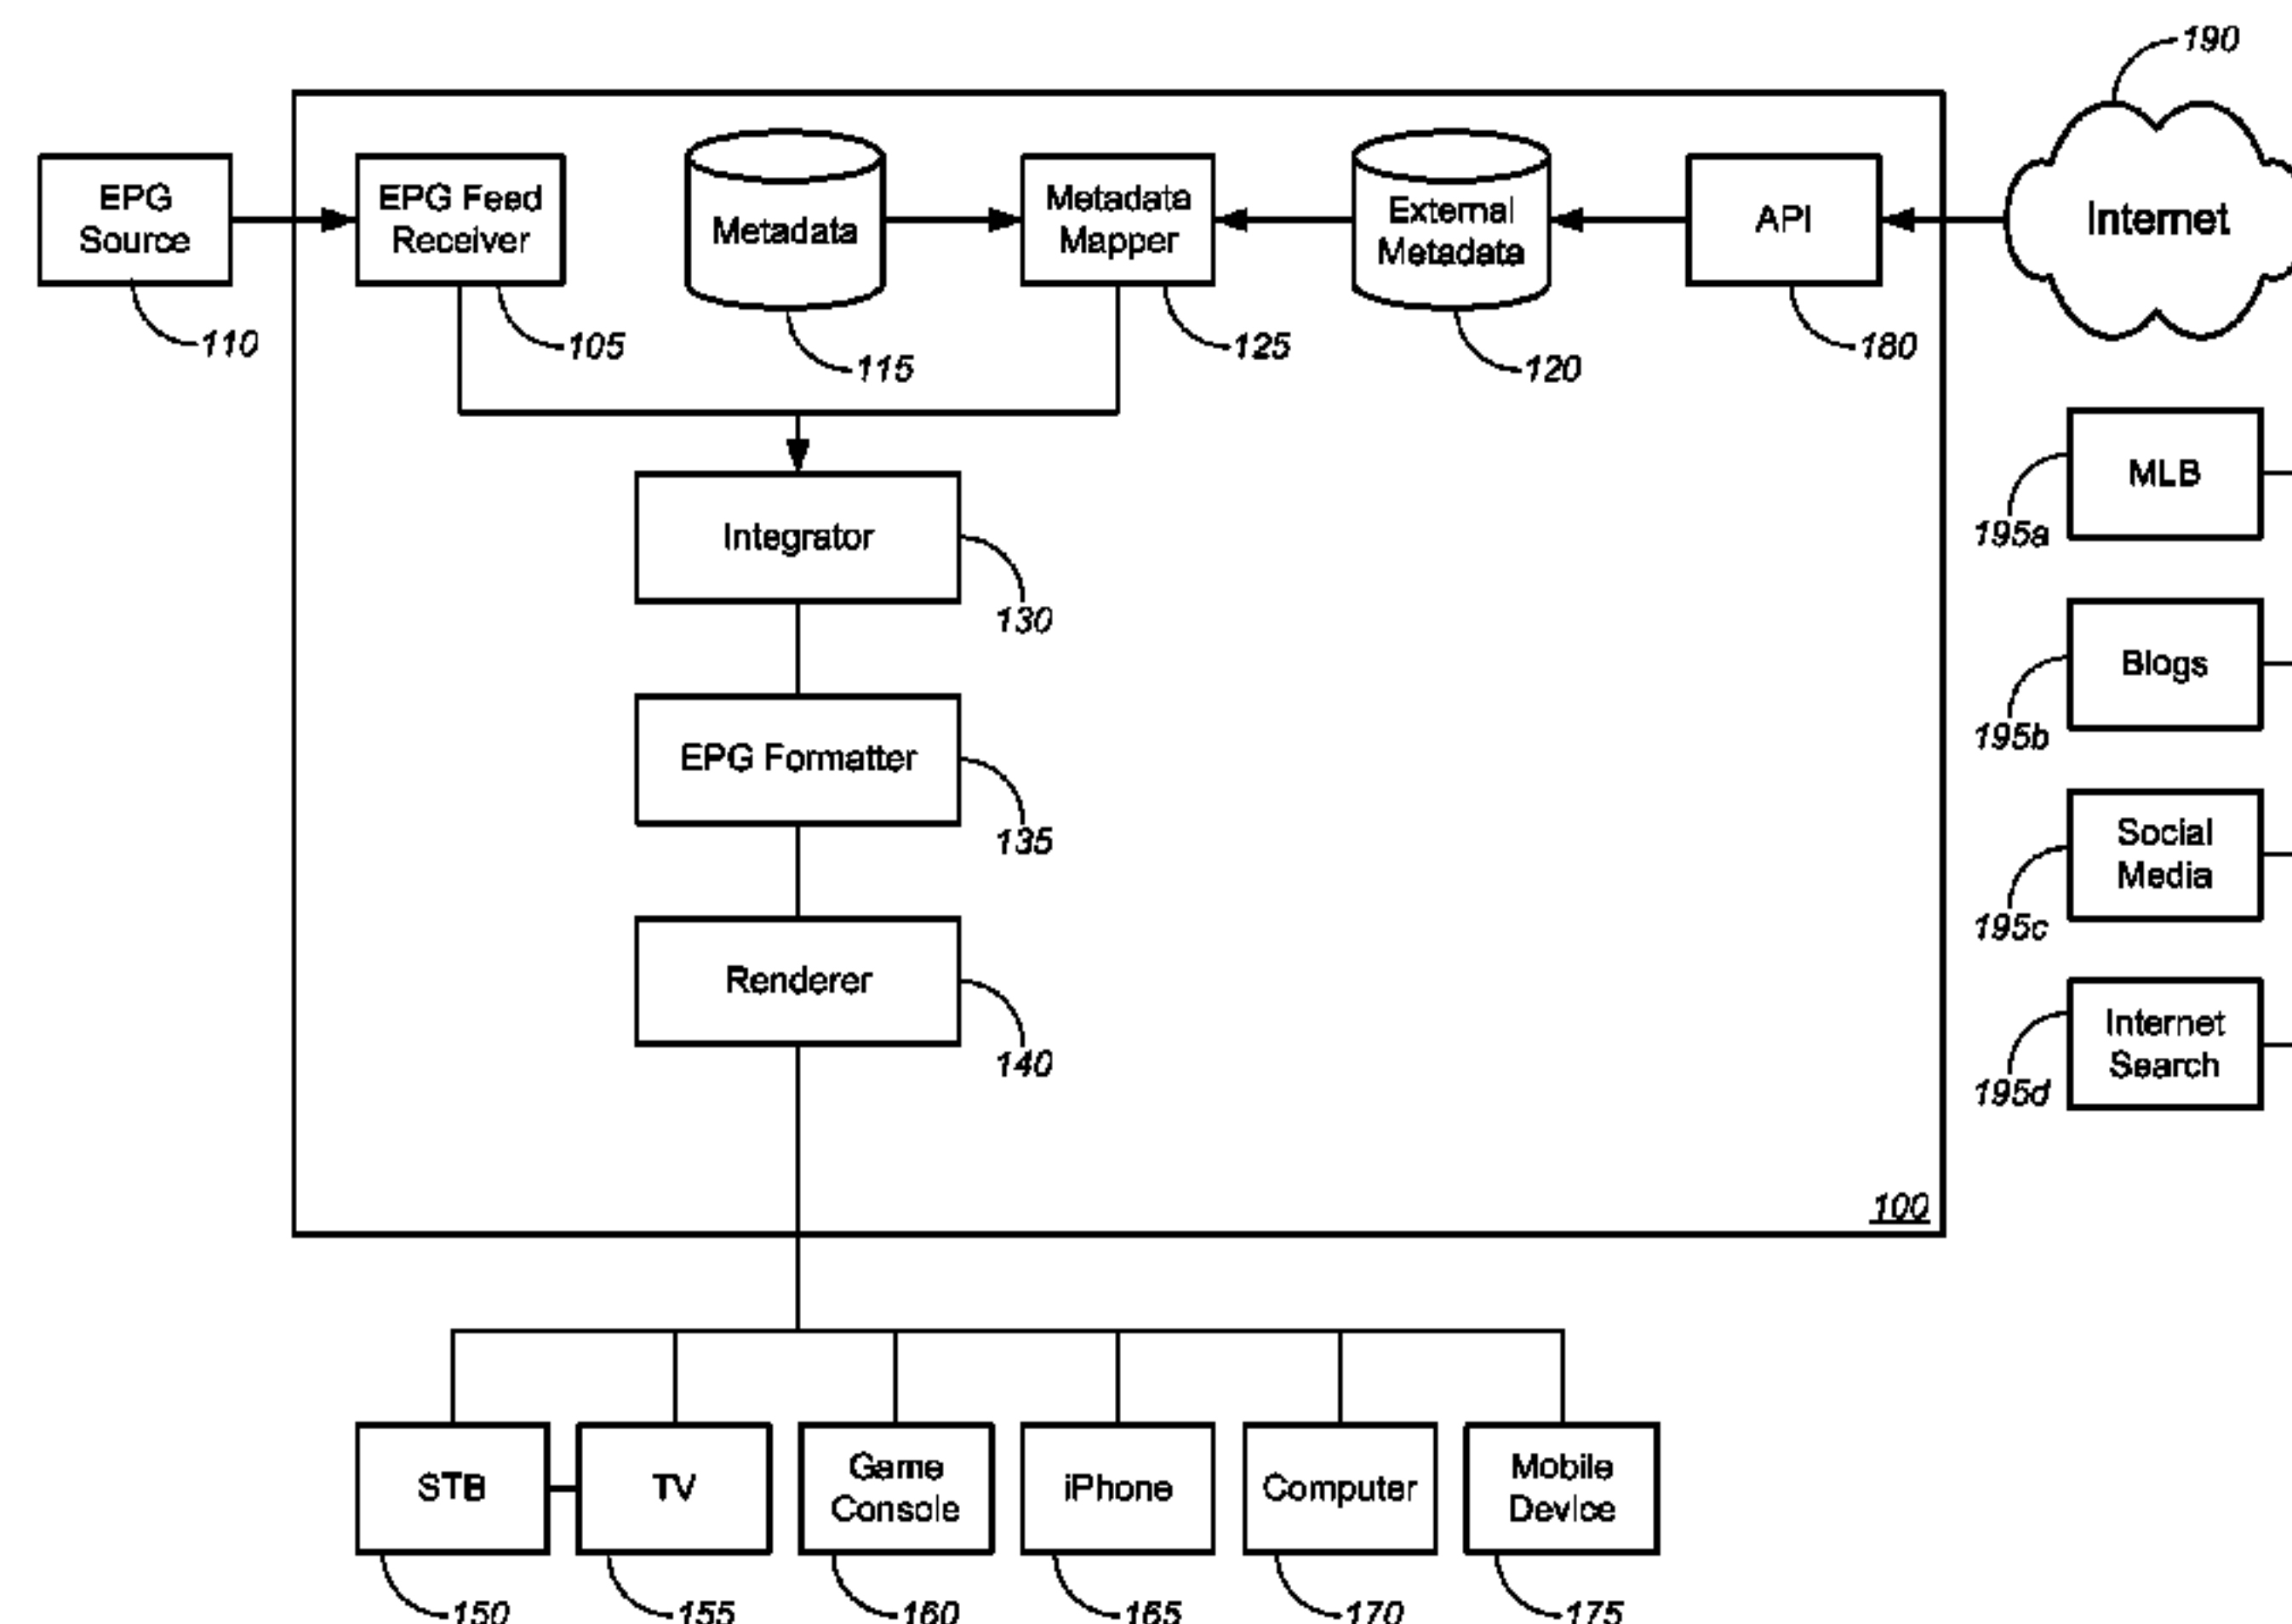 190
EPG
Source
EPG Feed
Receiver
Metadata
Metadata
Mapper
External
Metadata
API
Internet
110
105
115
125
120
180
MLB
195a
Integrator
130
Blogs
195b
EPG Formatter
135
Social
Media
195c
Renderer
140
Internet
Search
195d
100
STB
TV
Game
Console
iPhone
Computer
Mobile
Device
150
155
160
165
170
175